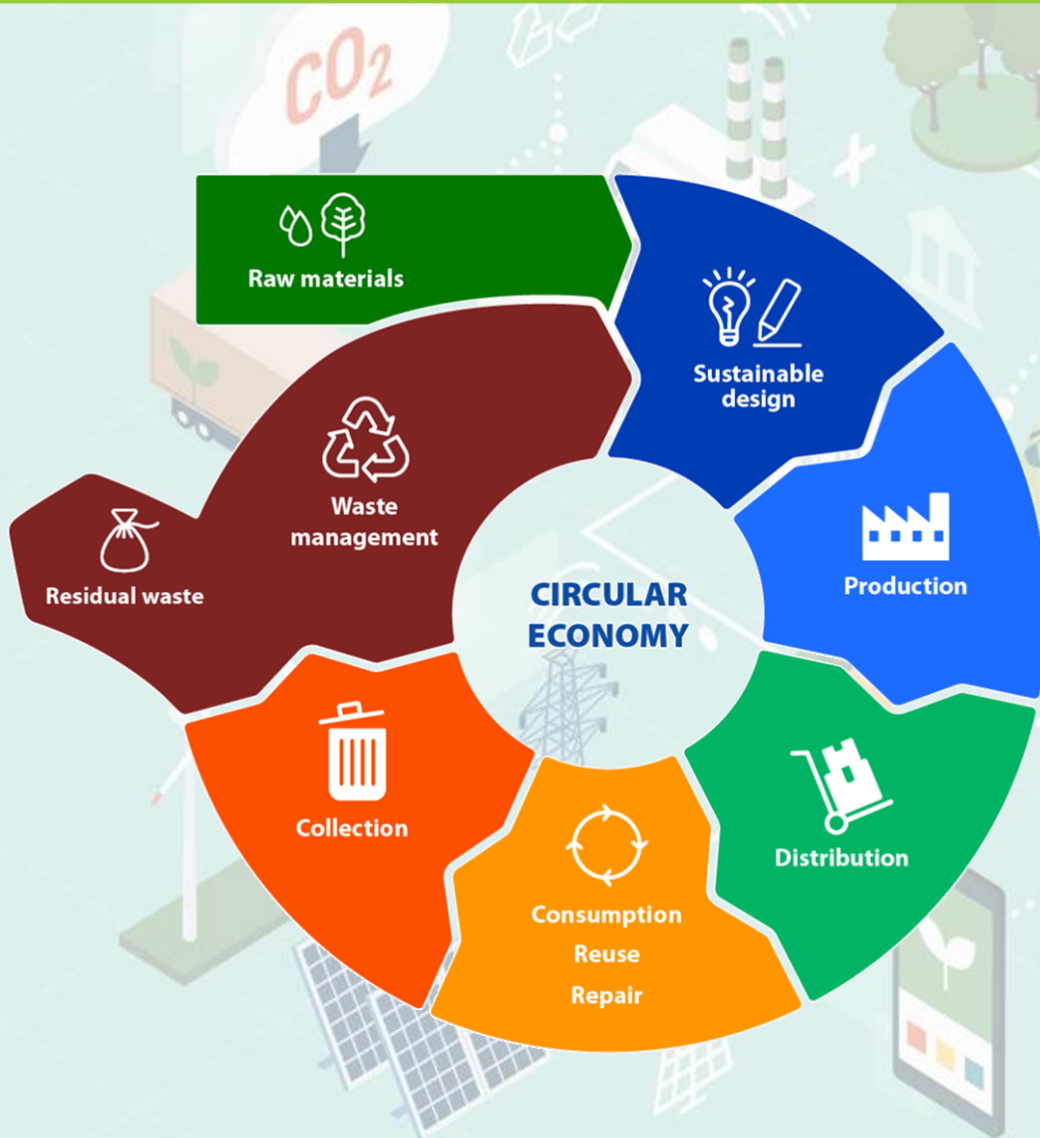 CO2
Raw materials
Sustainable
design
Waste
management
Production
Residual waste
CIRCULAR
ECONOMY
Collection
Distribution
Consumption
Reuse
Repair